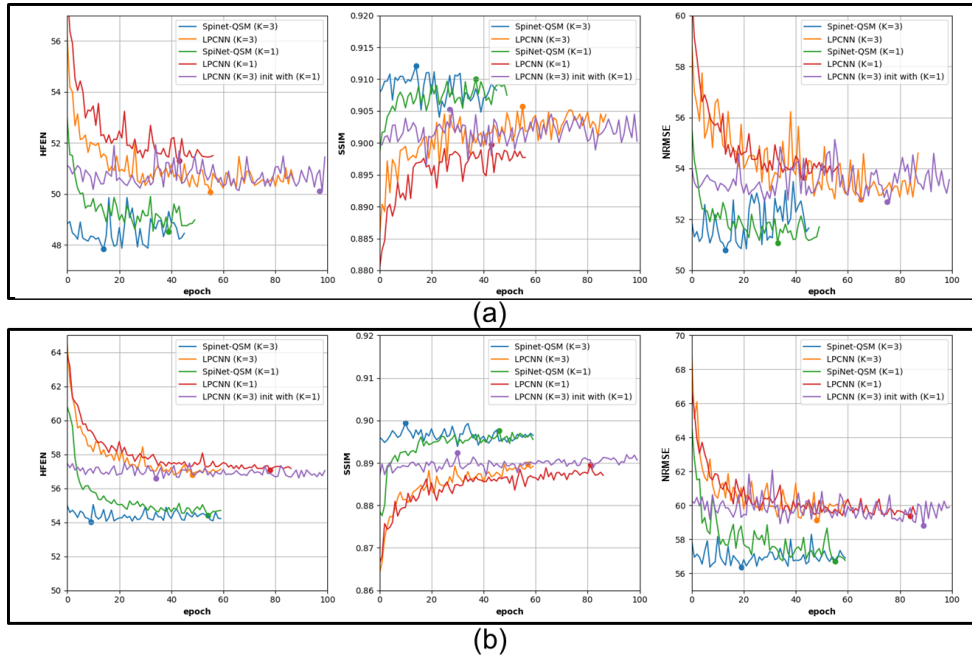 HFEN
56
54
52
50
48
0
20
40
60
80
100
epoch
Spinet-QSM (K=3)
LPCNN (K=3)
SpiNet-QSM (K=1)
LPCNN (K=1)
LPCNN (K=3) init with (K=1)
SSIM
0.920
0.915
0.910
0.905
0.900
0.895
0.890
0.885
0.880
0
20
40
60
80
100
epoch
Spinet-QSM (K=3)
LPCNN (K=3)
SpiNet-QSM (K=1)
LPCNN (K=1)
LPCNN (k=3) init with (K=1)
NRMSE
60
58
56
54
52
50
0
20
40
60
80
100
epoch
Spinet-QSM (K=3)
LPCNN (K=3)
SpiNet-QSM (K=1)
LPCNN (K=1)
LPCNN (k=3) init with (K=1)
(a)
HFEN
64
62
60
58
56
54
52
50
0
20
40
60
80
100
epoch
Spinet-QSM (K=3)
LPCNN (K=3)
SpiNet-QSM (K=1)
LPCNN (K=1)
LPCNN (K=3) init with (K=1)
SSIM
0.92
0.91
0.90
0.89
0.88
0.87
0.86
0
20
40
60
80
100
epoch
Spinet-QSM (K=3)
LPCNN (K=3)
SpiNet-QSM (K=1)
LPCNN (K=1)
LPCNN (K=3) init with (K=1)
NRMSE
70
68
66
64
62
60
58
56
0
20
40
60
80
100
epoch
Spinet-QSM (K=3)
LPCNN (K=3)
SpiNet-QSM (K=1)
LPCNN (K=1)
LPCNN (K=3) init with (K=1)
(b)